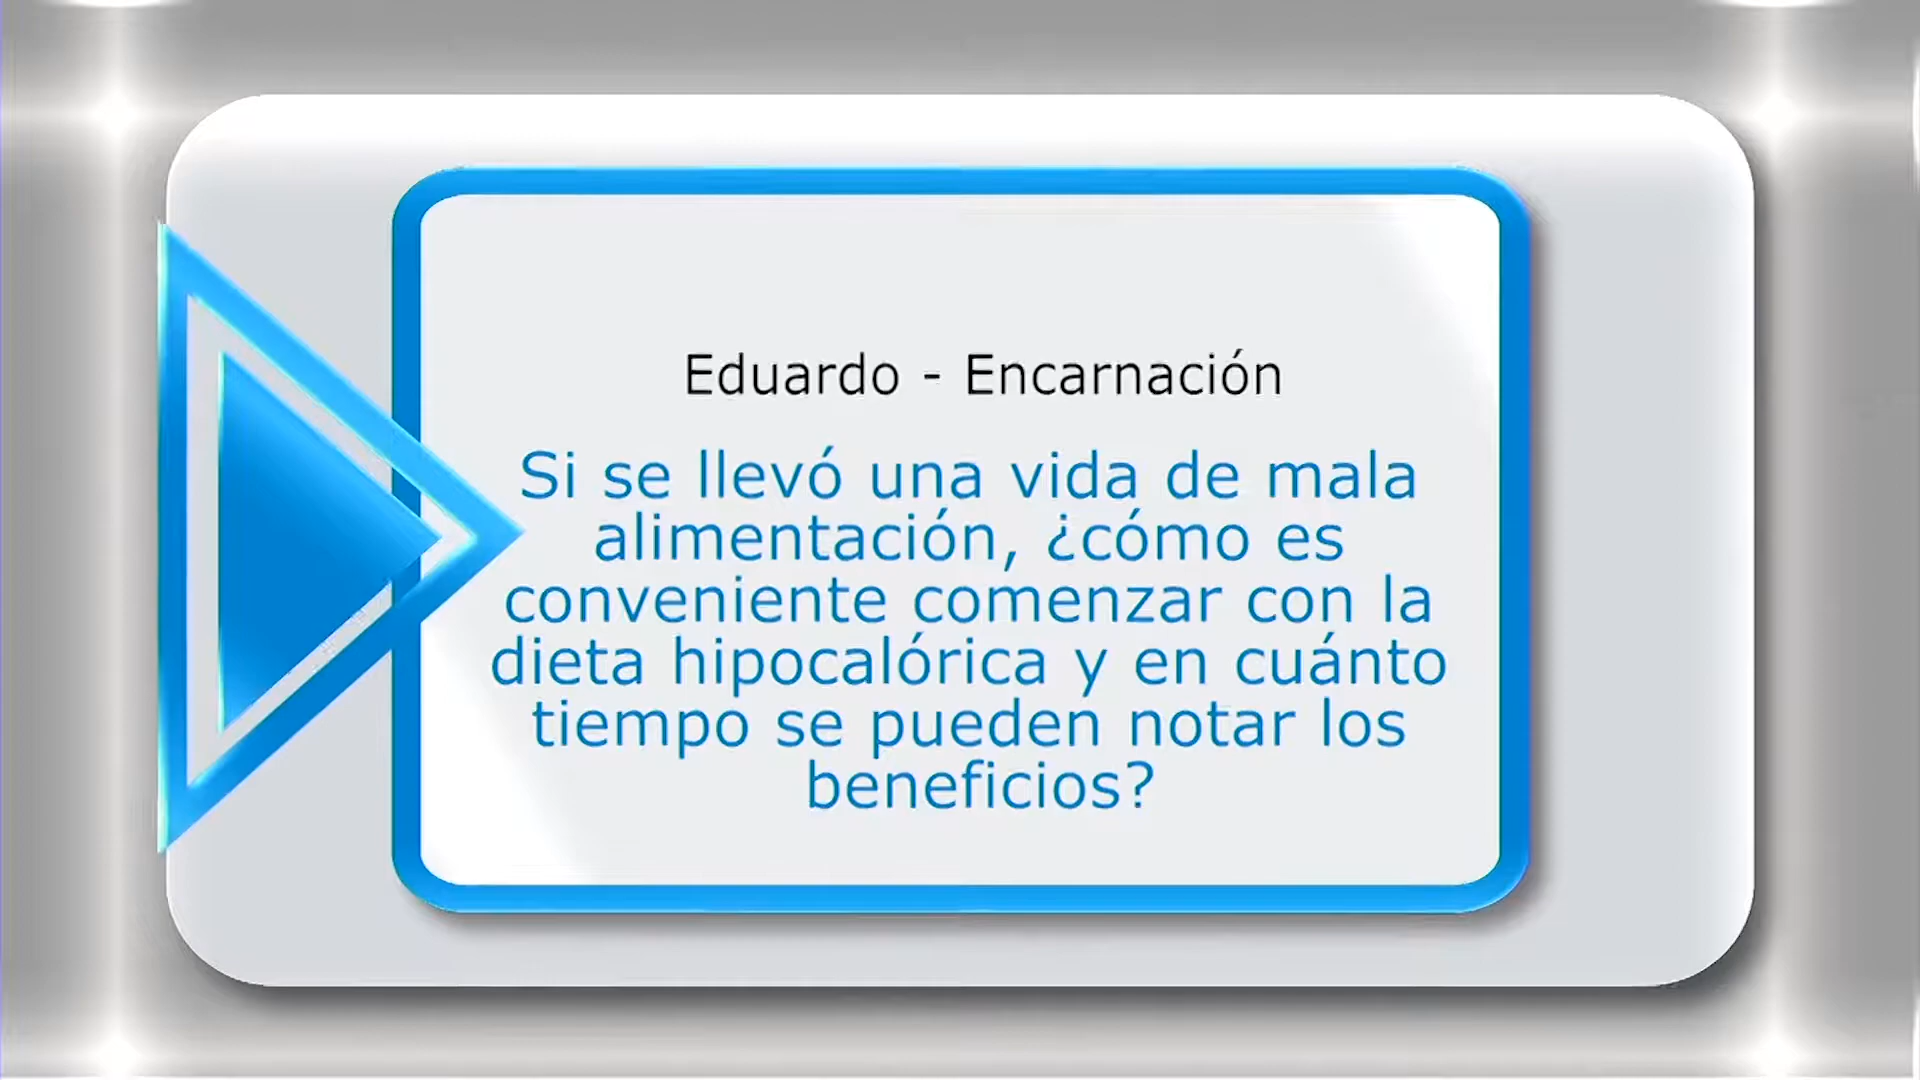 Eduardo - Encarnación
Si se llevó una vida de mala
alimentación, ¿cómo es
conveniente comenzar con la
dieta hipocalórica y en cuánto
tiempo se pueden notar los
beneficios?